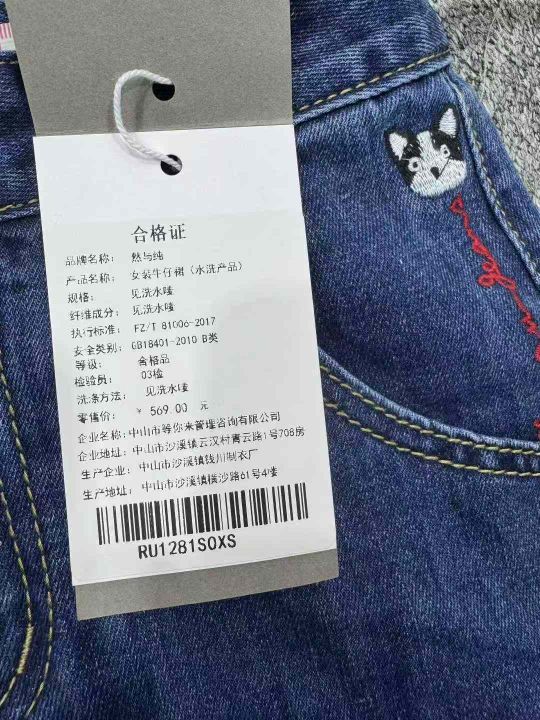 合格证
品牌名称: 然与纯
产品名称: 女装牛仔裙(水洗产品)
规格: 见洗水唛
纤维成分: 见洗水唛
执行标准: FZ/T 81006-2017
安全类别: GB18401-2010 B类
等级: 合格品
检验员: 03检
洗涤方法: 见洗水唛
零售价: ¥ 569.00 元
企业名称:中山市等你来管理咨询有限公司
企业地址: 中山市沙溪镇云汉村菁云路1号708房
生产企业: 中山市沙溪镇钱川制衣厂
生产地址: 中山市沙溪镇横沙路61号4楼
RU1281S0XS